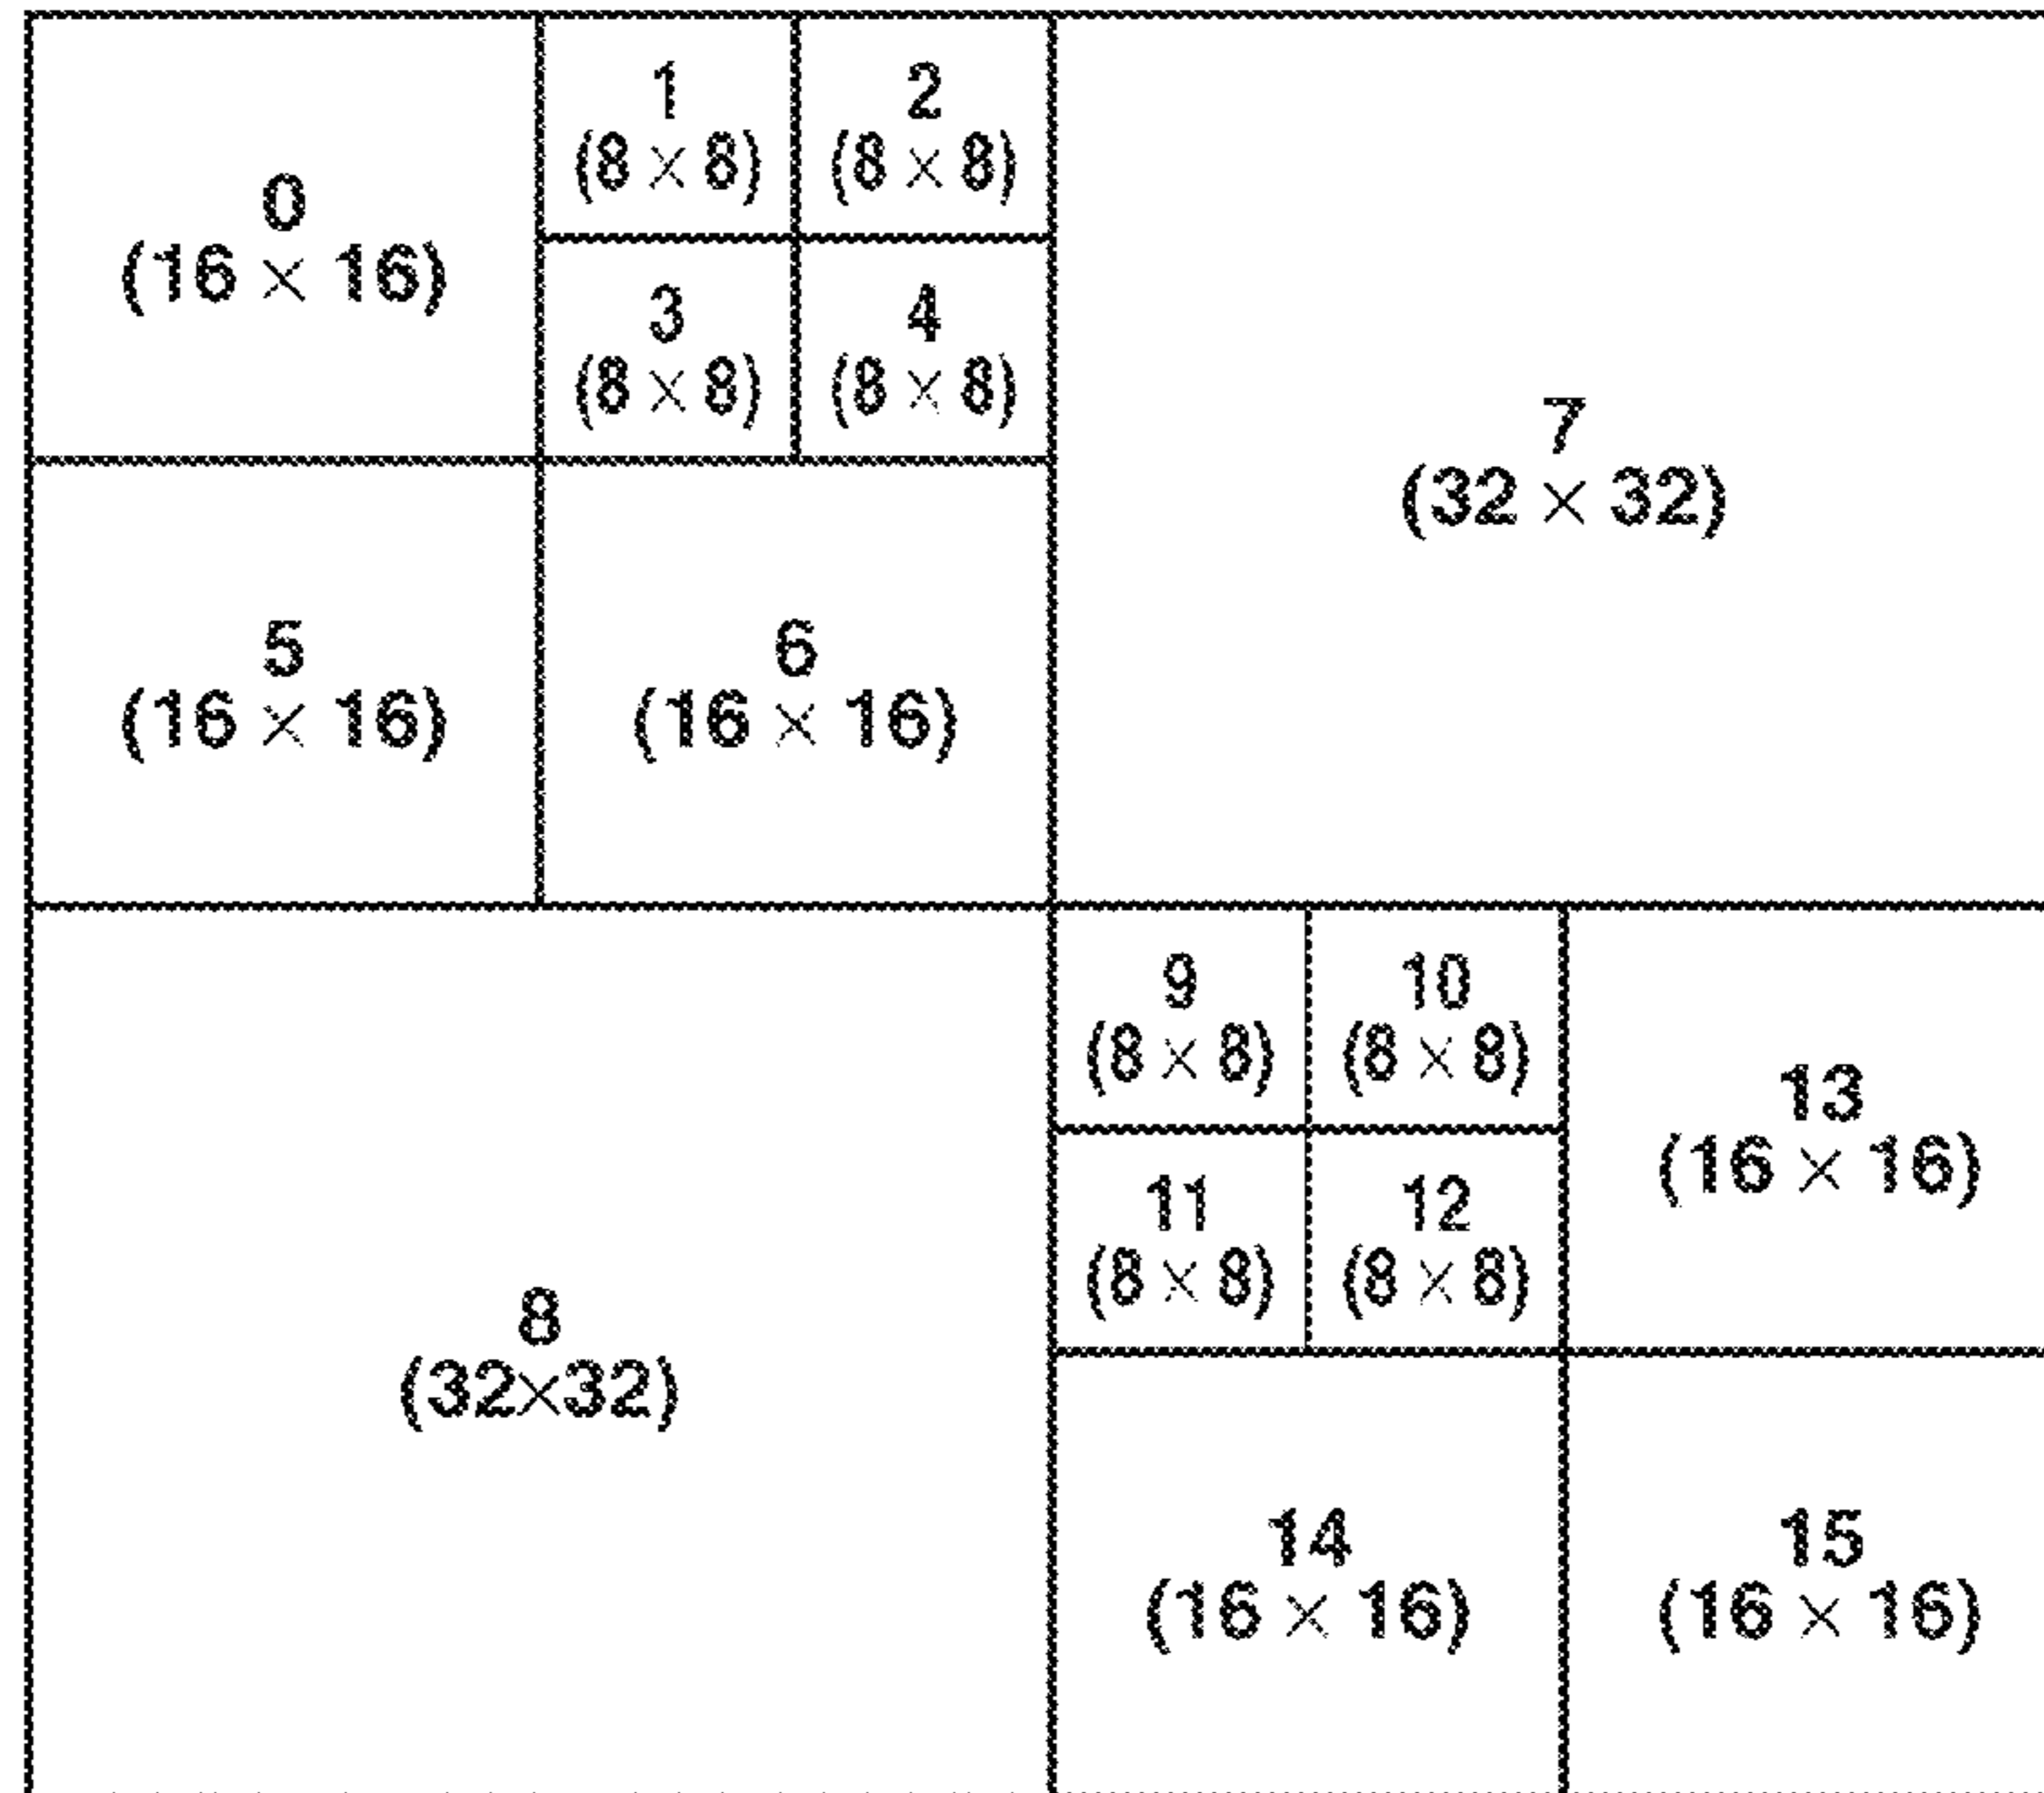 0
(16 × 16)
1
(8 × 8)
2
(8 × 8)
3
(8 × 8)
4
(8 × 8)
5
(16 × 16)
6
(16 × 16)
7
(32 × 32)
8
(32×32)
9
(8 × 8)
10
(8 × 8)
11
(8 × 8)
12
(8 × 8)
13
(16 × 16)
14
(16 × 16)
15
(16 × 16)